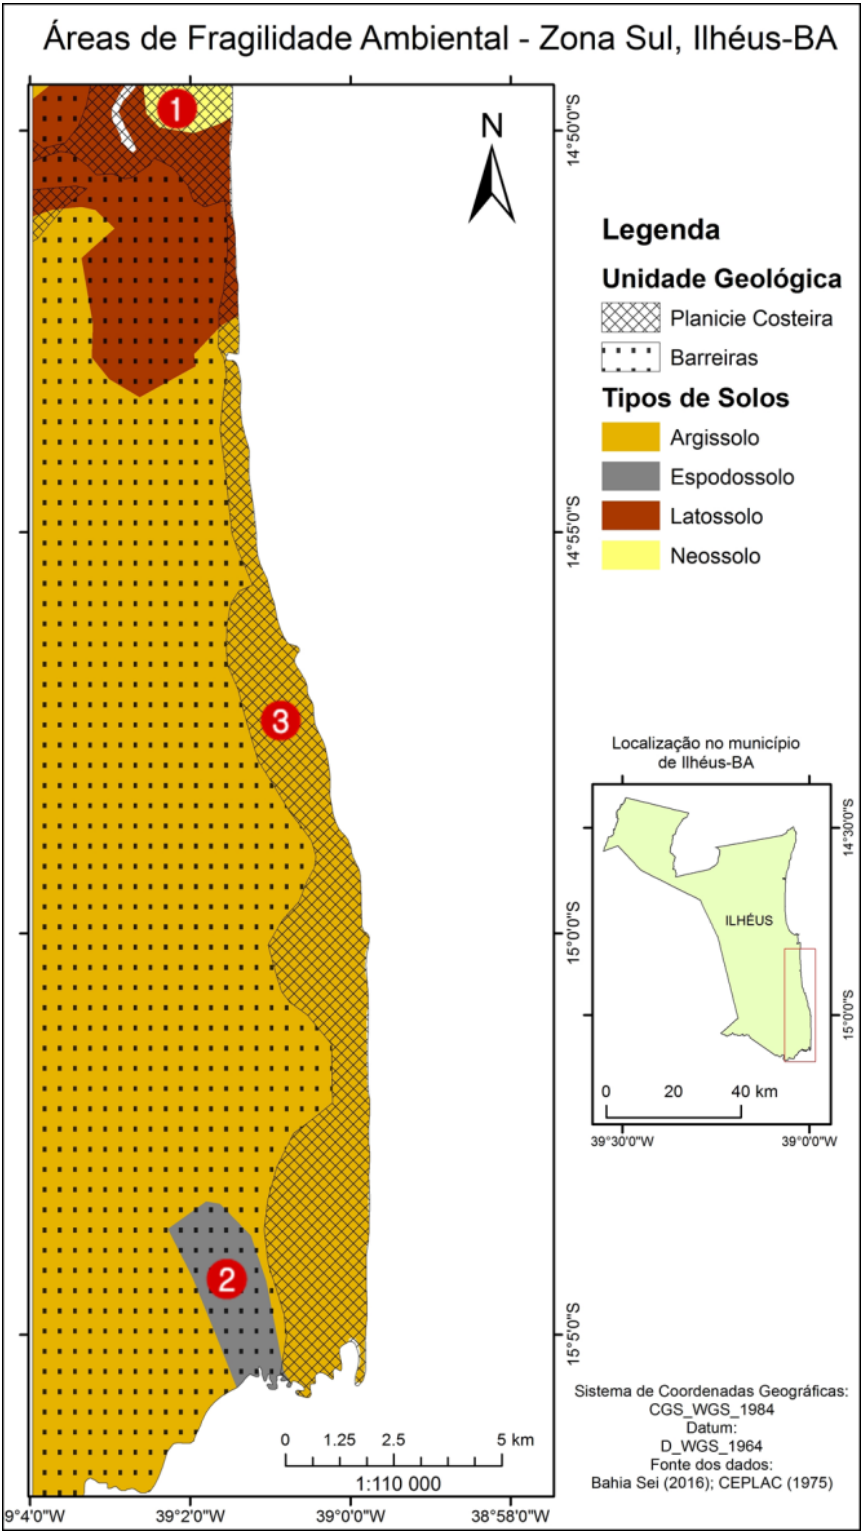 Áreas de Fragilidade Ambiental - Zona Sul, Ilhéus-BA
1
14°50'0"S
N
Legenda
Unidade Geológica
Planicie Costeira
Barreiras
Tipos de Solos
Argissolo
Espodossolo
Latossolo
Neossolo
14°55'0"S
3
Localização no município
de Ilhéus-BA
14°30'0"S
ILHÉUS
15°0'0"S
15°0'0"S
0 20 40 km
39°30'0"W 39°0'0"W
2
15°5'0"S
Sistema de Coordenadas Geográficas:
CGS_WGS_1984
Datum:
D_WGS_1964
Fonte dos dados:
Bahia Sei (2016); CEPLAC (1975)
0 1.25 2.5 5 km
1:110 000
9°4'0"W 39°2'0"W 39°0'0"W 38°58'0"W